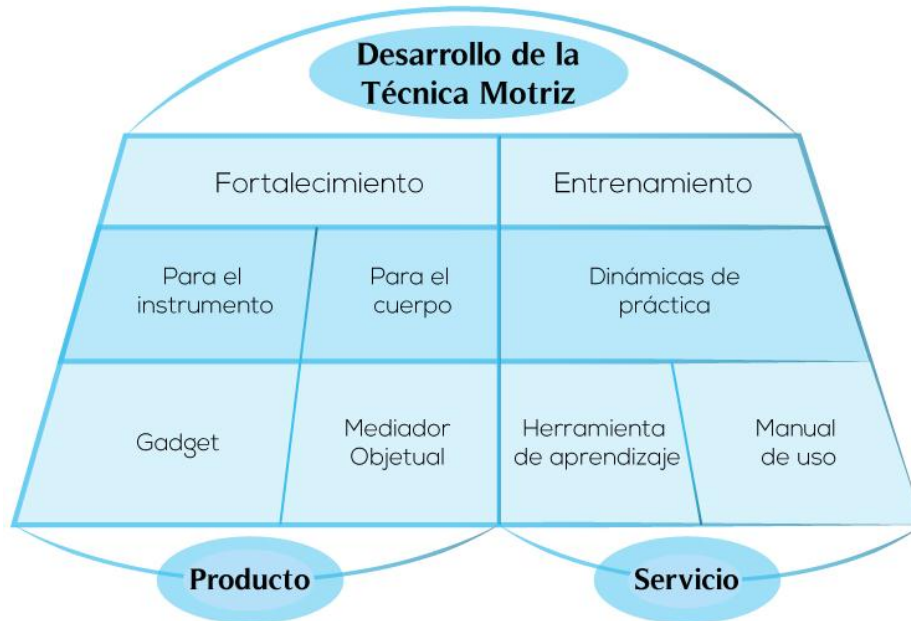 Desarrollo de la
Técnica Motriz
Fortalecimiento
Entrenamiento
Para el
instrumento
Para el
cuerpo
Dinámicas de
práctica
Gadget
Mediador
Objetual
Herramienta
de aprendizaje
Manual
de uso
Producto
Servicio